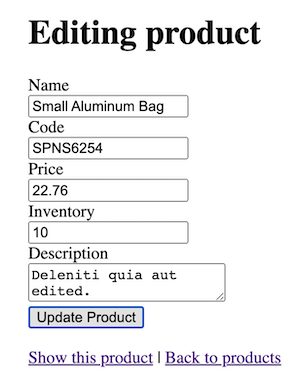 Editing product
Name
Small Aluminum Bag
Code
SPNS6254
Price
22.76
Inventory
10
Description
Deleniti quia aut
edited.
Update Product
Show this product | Back to products